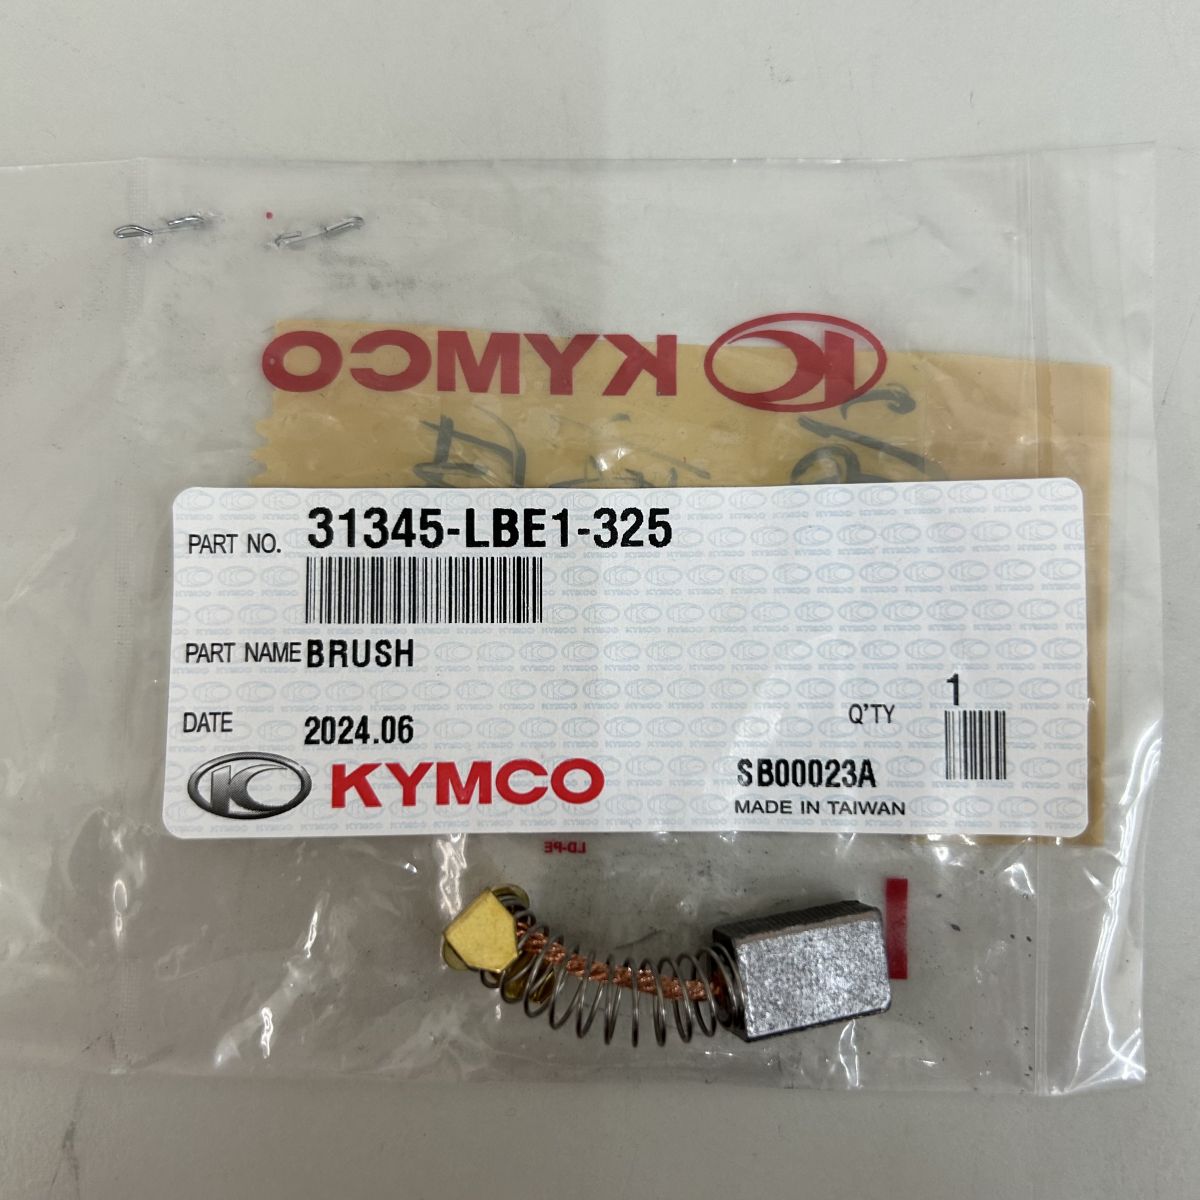 KYMCO
PART NO. 31345-LBE1-325
PART NAME BRUSH
DATE 2024.06
Q'TY 1
KYMCO
SB00023A
MADE IN TAIWAN
LD-PE